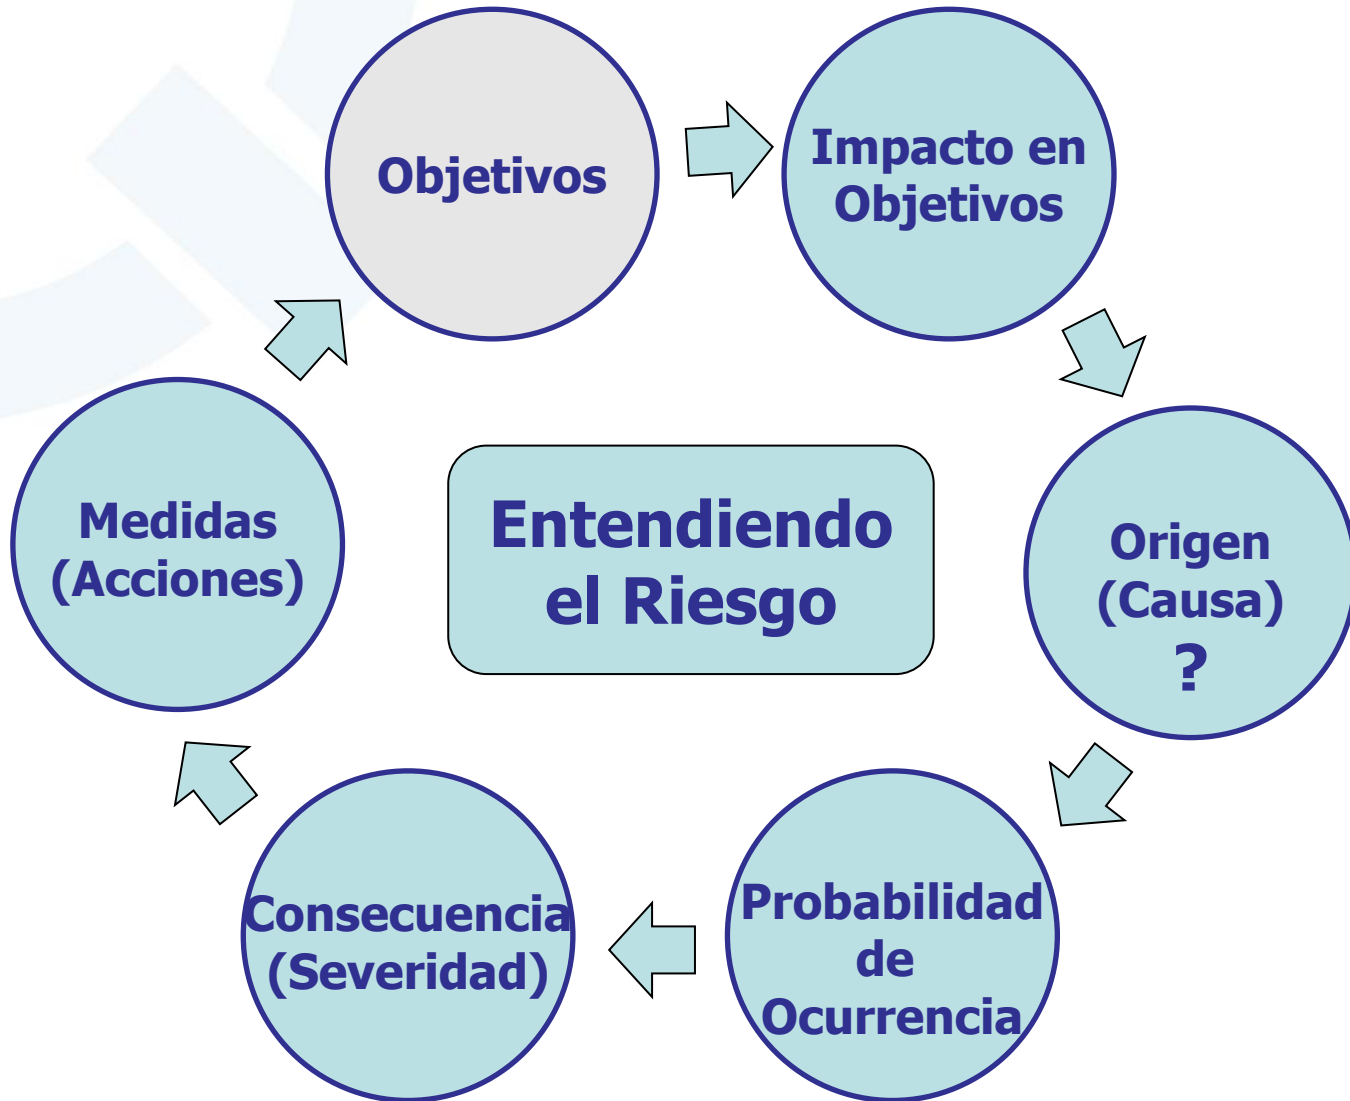 Objetivos
Impacto en
Objetivos
Origen
(Causa)
?
Probabilidad
de
Ocurrencia
Consecuencia
(Severidad)
Medidas
(Acciones)
Entendiendo
el Riesgo